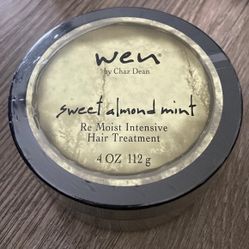 wen®
by Chaz Dean
sweet almond mint
Re Moist Intensive
Hair Treatment
4 OZ 112 g